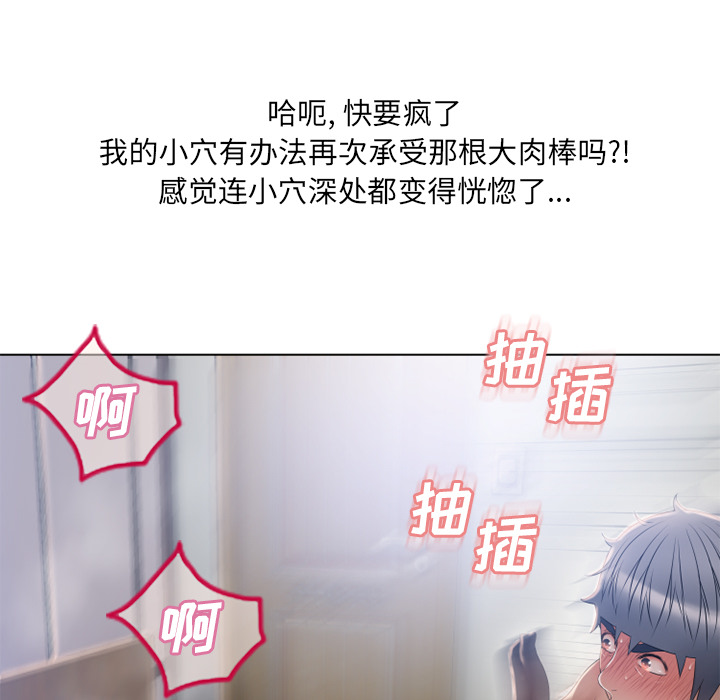 哈呃, 快要疯了
我的小穴有办法再次承受那根大肉棒吗?!
感觉连小穴深处都变得恍惚了...
抽
插
啊
抽
插
啊